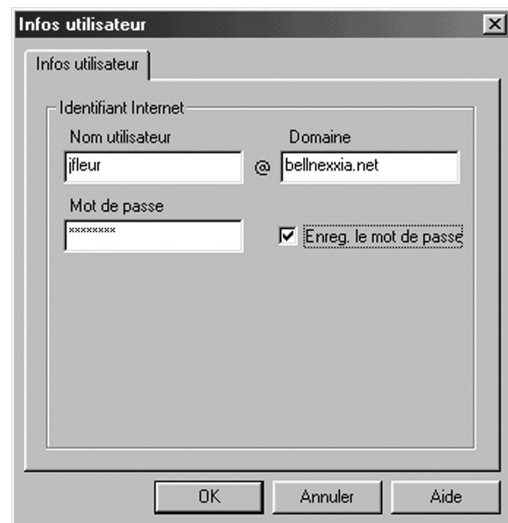 Infos utilisateur
Infos utilisateur
Identifiant Internet
Nom utilisateur Domaine
jfleur @ bellnexxia.net
Mot de passe
xxxxxxxx Enreg. le mot de passe
OK Annuler Aide